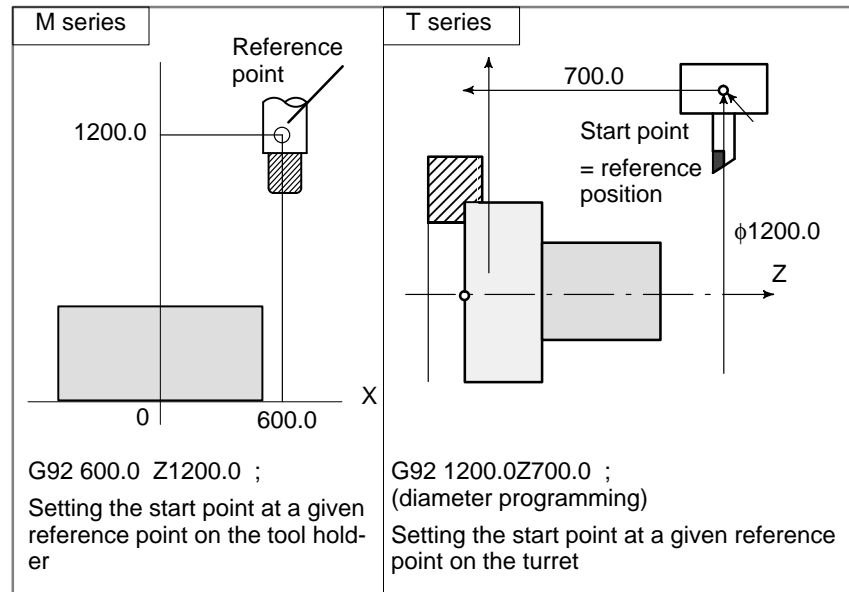 M series
Reference
point
1200.0
X
0
600.0
G92 600.0 Z1200.0 ;
Setting the start point at a given
reference point on the tool hold-
er
T series
700.0
Start point
= reference
position
φ1200.0
Z
G92 1200.0Z700.0 ;
(diameter programming)
Setting the start point at a given reference
point on the turret